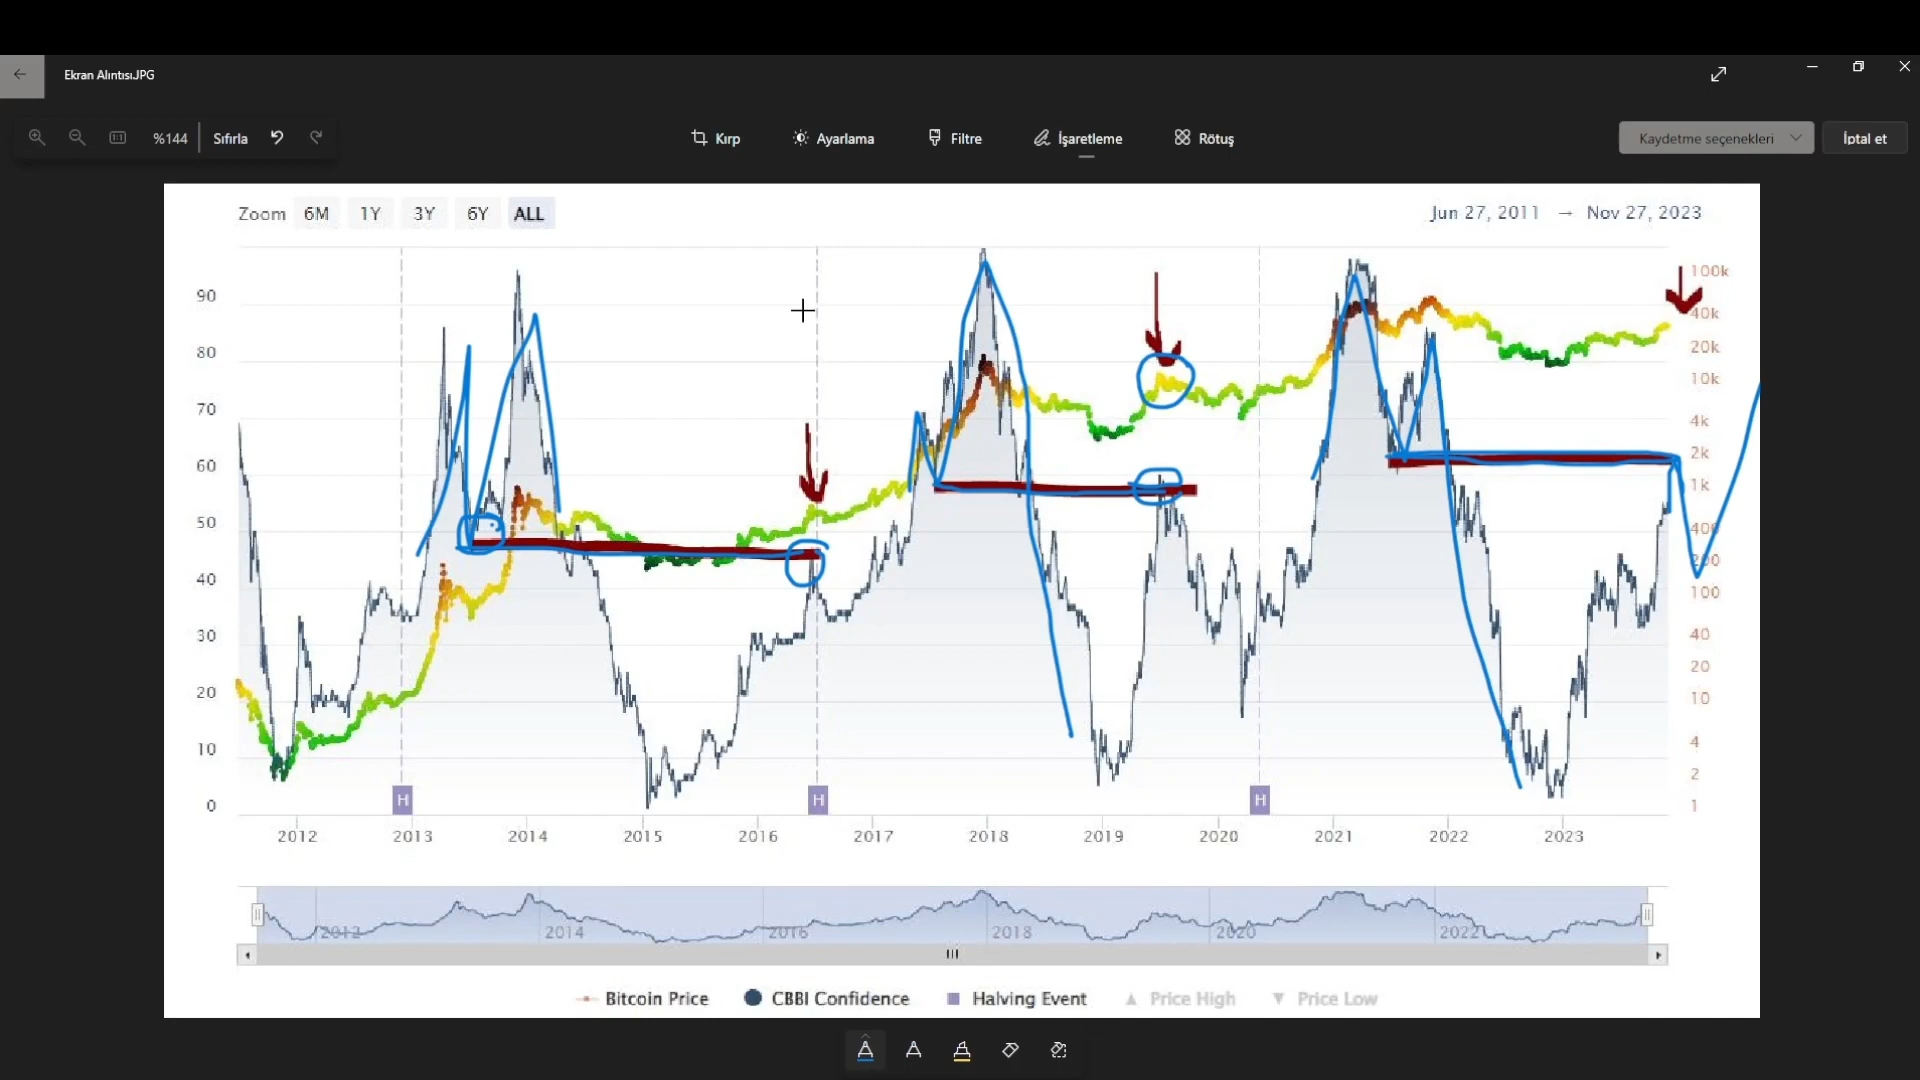 Ekran Alıntısı.JPG
%144 Sıfırla Kırp Ayarlama Filtre İşaretleme Rötuş Kaydetme seçenekleri İptal et
Zoom 6M 1Y 3Y 6Y ALL Jun 27, 2011 → Nov 27, 2023
90
80
70
60
50
40
30
20
10
0
100k
40k
20k
10k
4k
2k
1k
400
200
100
40
20
10
4
2
1
H H H
2012 2013 2014 2015 2016 2017 2018 2019 2020 2021 2022 2023
2012 2014 2016 2018 2020 2022
Bitcoin Price CBBI Confidence Halving Event Price High Price Low